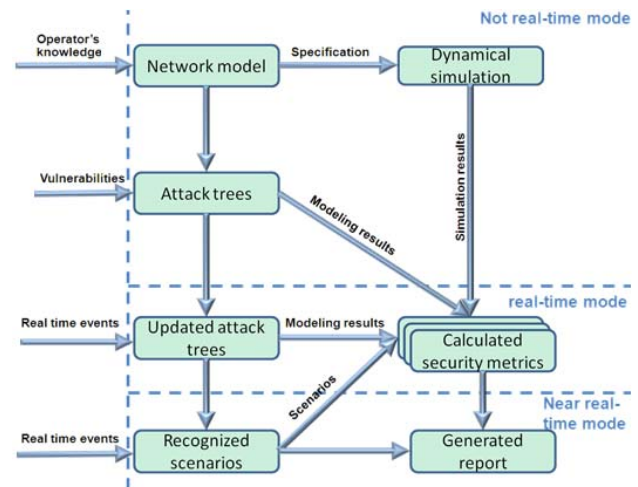 Not real-time mode
Operator's
knowledge
Network model
Specification
Dynamical
simulation
Vulnerabilities
Attack trees
Modeling results
Simulation results
real-time mode
Real time events
Updated attack
trees
Modeling results
Calculated
security metrics
Scenarios
Near real-
time mode
Real time events
Recognized
scenarios
Generated
report